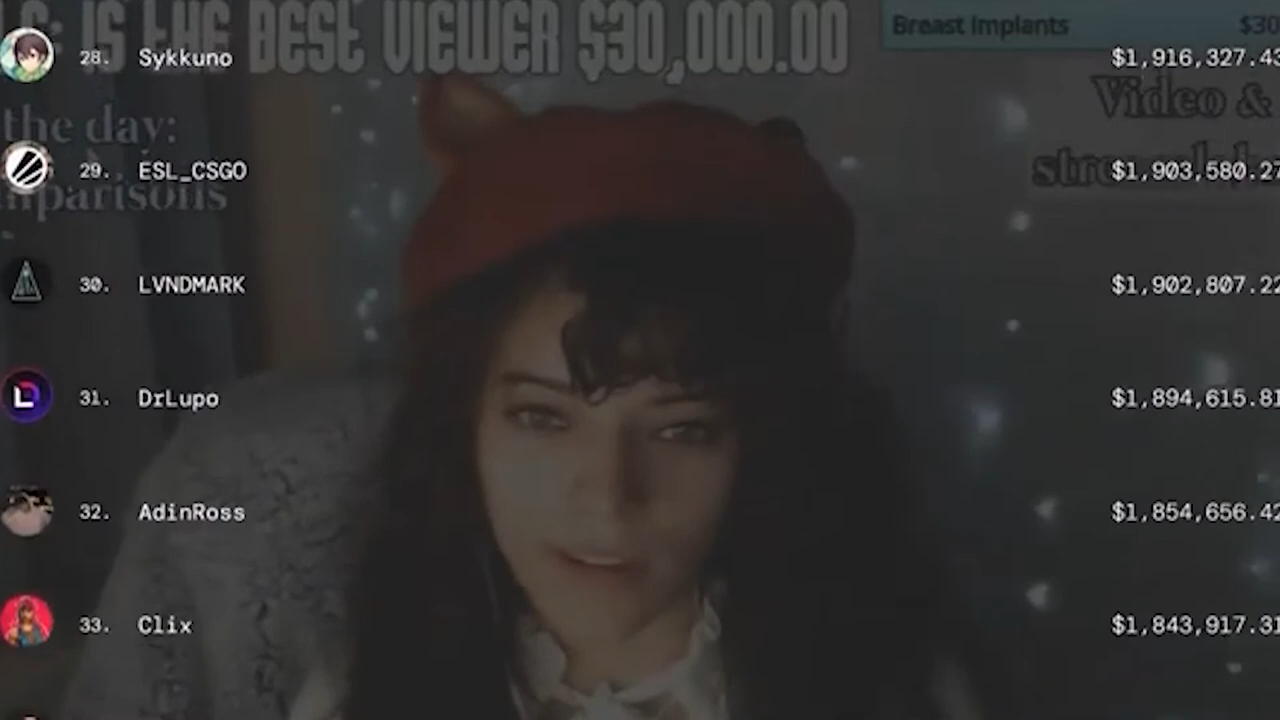 IS THE BEST VIEWER $30,000.00
Breast Implants $30
28. Sykkuno $1,916,327.43
Video &
the day:
29. ESL_CSGO $1,903,580.27
30. LVNDMARK $1,902,807.22
31. DrLupo $1,894,615.81
32. AdinRoss $1,854,656.42
33. Clix $1,843,917.31